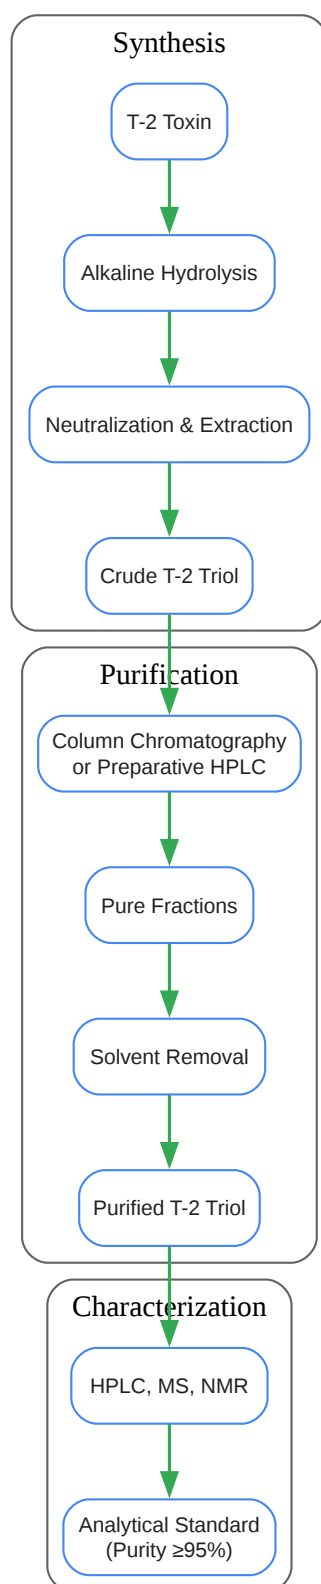 Synthesis
T-2 Toxin
Alkaline Hydrolysis
Neutralization & Extraction
Crude T-2 Triol
Purification
Column Chromatography
or Preparative HPLC
Pure Fractions
Solvent Removal
Purified T-2 Triol
Characterization
HPLC, MS, NMR
Analytical Standard
(Purity ≥95%)